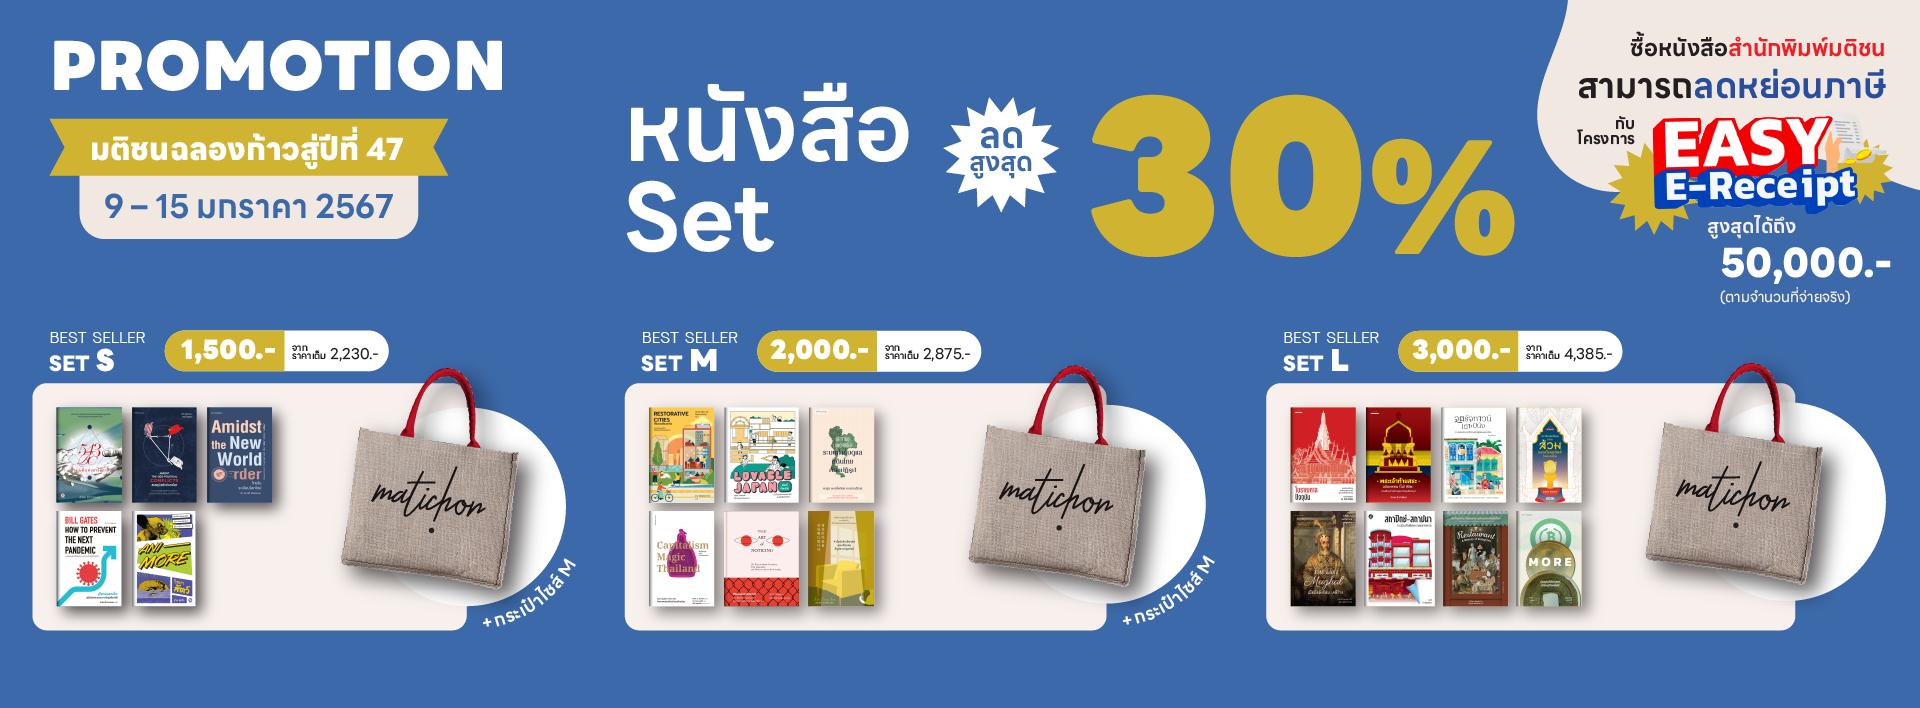 PROMOTION
มติชนฉลองก้าวสู่ปีที่ 47
9 – 15 มกราคา 2567
หนังสือ
Set
ลด
สูงสุด
30%
ซื้อหนังสือสำนักพิมพ์มติชน
สามารถลดหย่อนภาษี
กับ
โครงการ
EASY
E-Receipt
สูงสุดได้ถึง
50,000.-
(ตามจำนวนที่จ่ายจริง)
BEST SELLER
SET S
1,500.-
จาก
ราคาเต็ม 2,230.-
Amidst
the New
World
rder
BILL GATES
HOW TO PREVENT
THE NEXT
PANDEMIC
ANI
MORE
matichon
+ กระเป๋าไซส์ M
BEST SELLER
SET M
2,000.-
จาก
ราคาเต็ม 2,875.-
RESTORATIVE
CITIES
LOVABLE
JAPAN
Capitalism
Magic
Thailand
THE
ART
of
NOTICING
matichon
+ กระเป๋าไซส์ M
BEST SELLER
SET L
3,000.-
จาก
ราคาเต็ม 4,385.-
Mughal
Restaurant
MORE
matichon